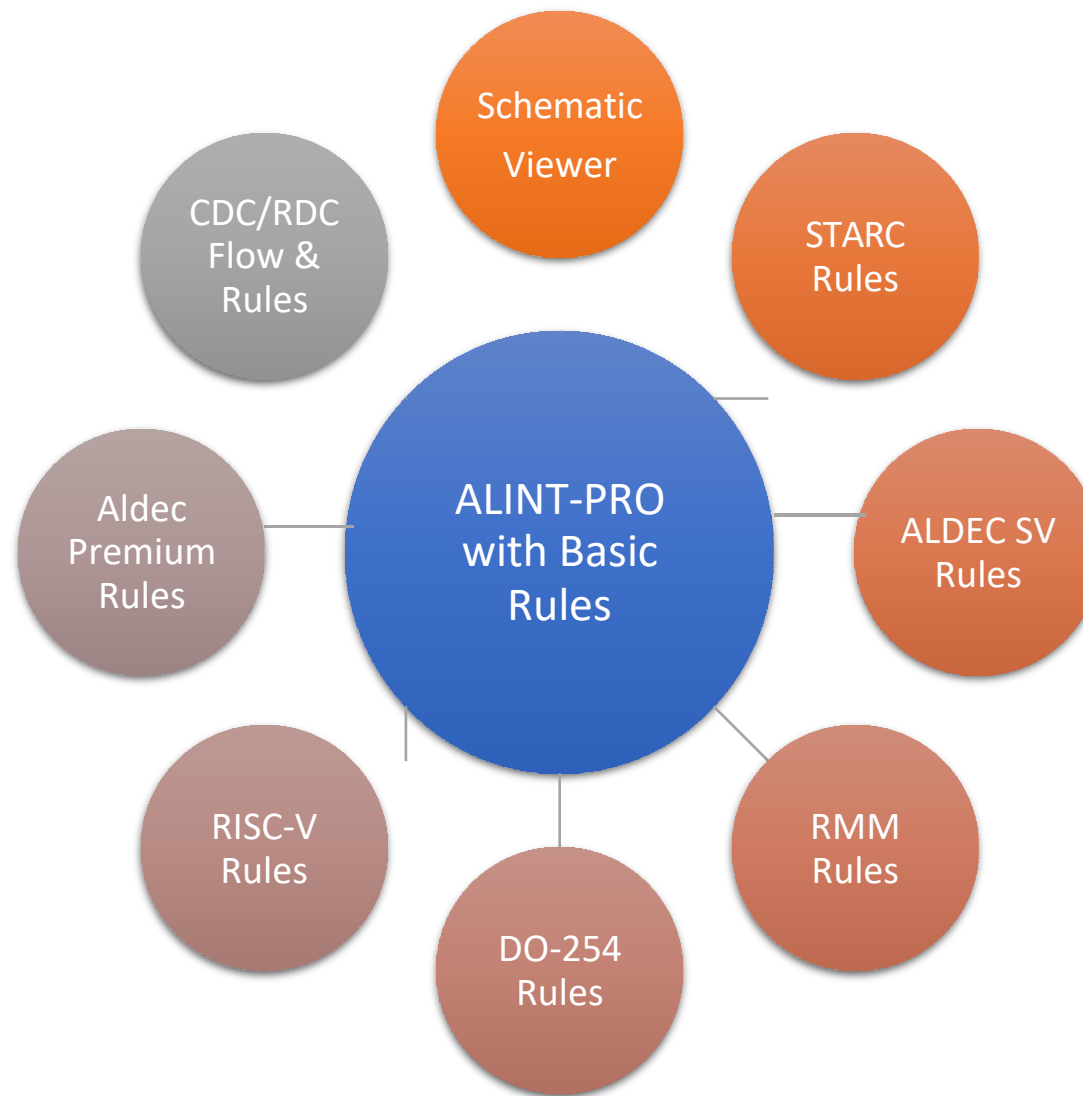 Schematic
Viewer
STARC
Rules
ALDEC SV
Rules
RMM
Rules
DO-254
Rules
RISC-V
Rules
Aldec
Premium
Rules
CDC/RDC
Flow &
Rules
ALINT-PRO
with Basic
Rules